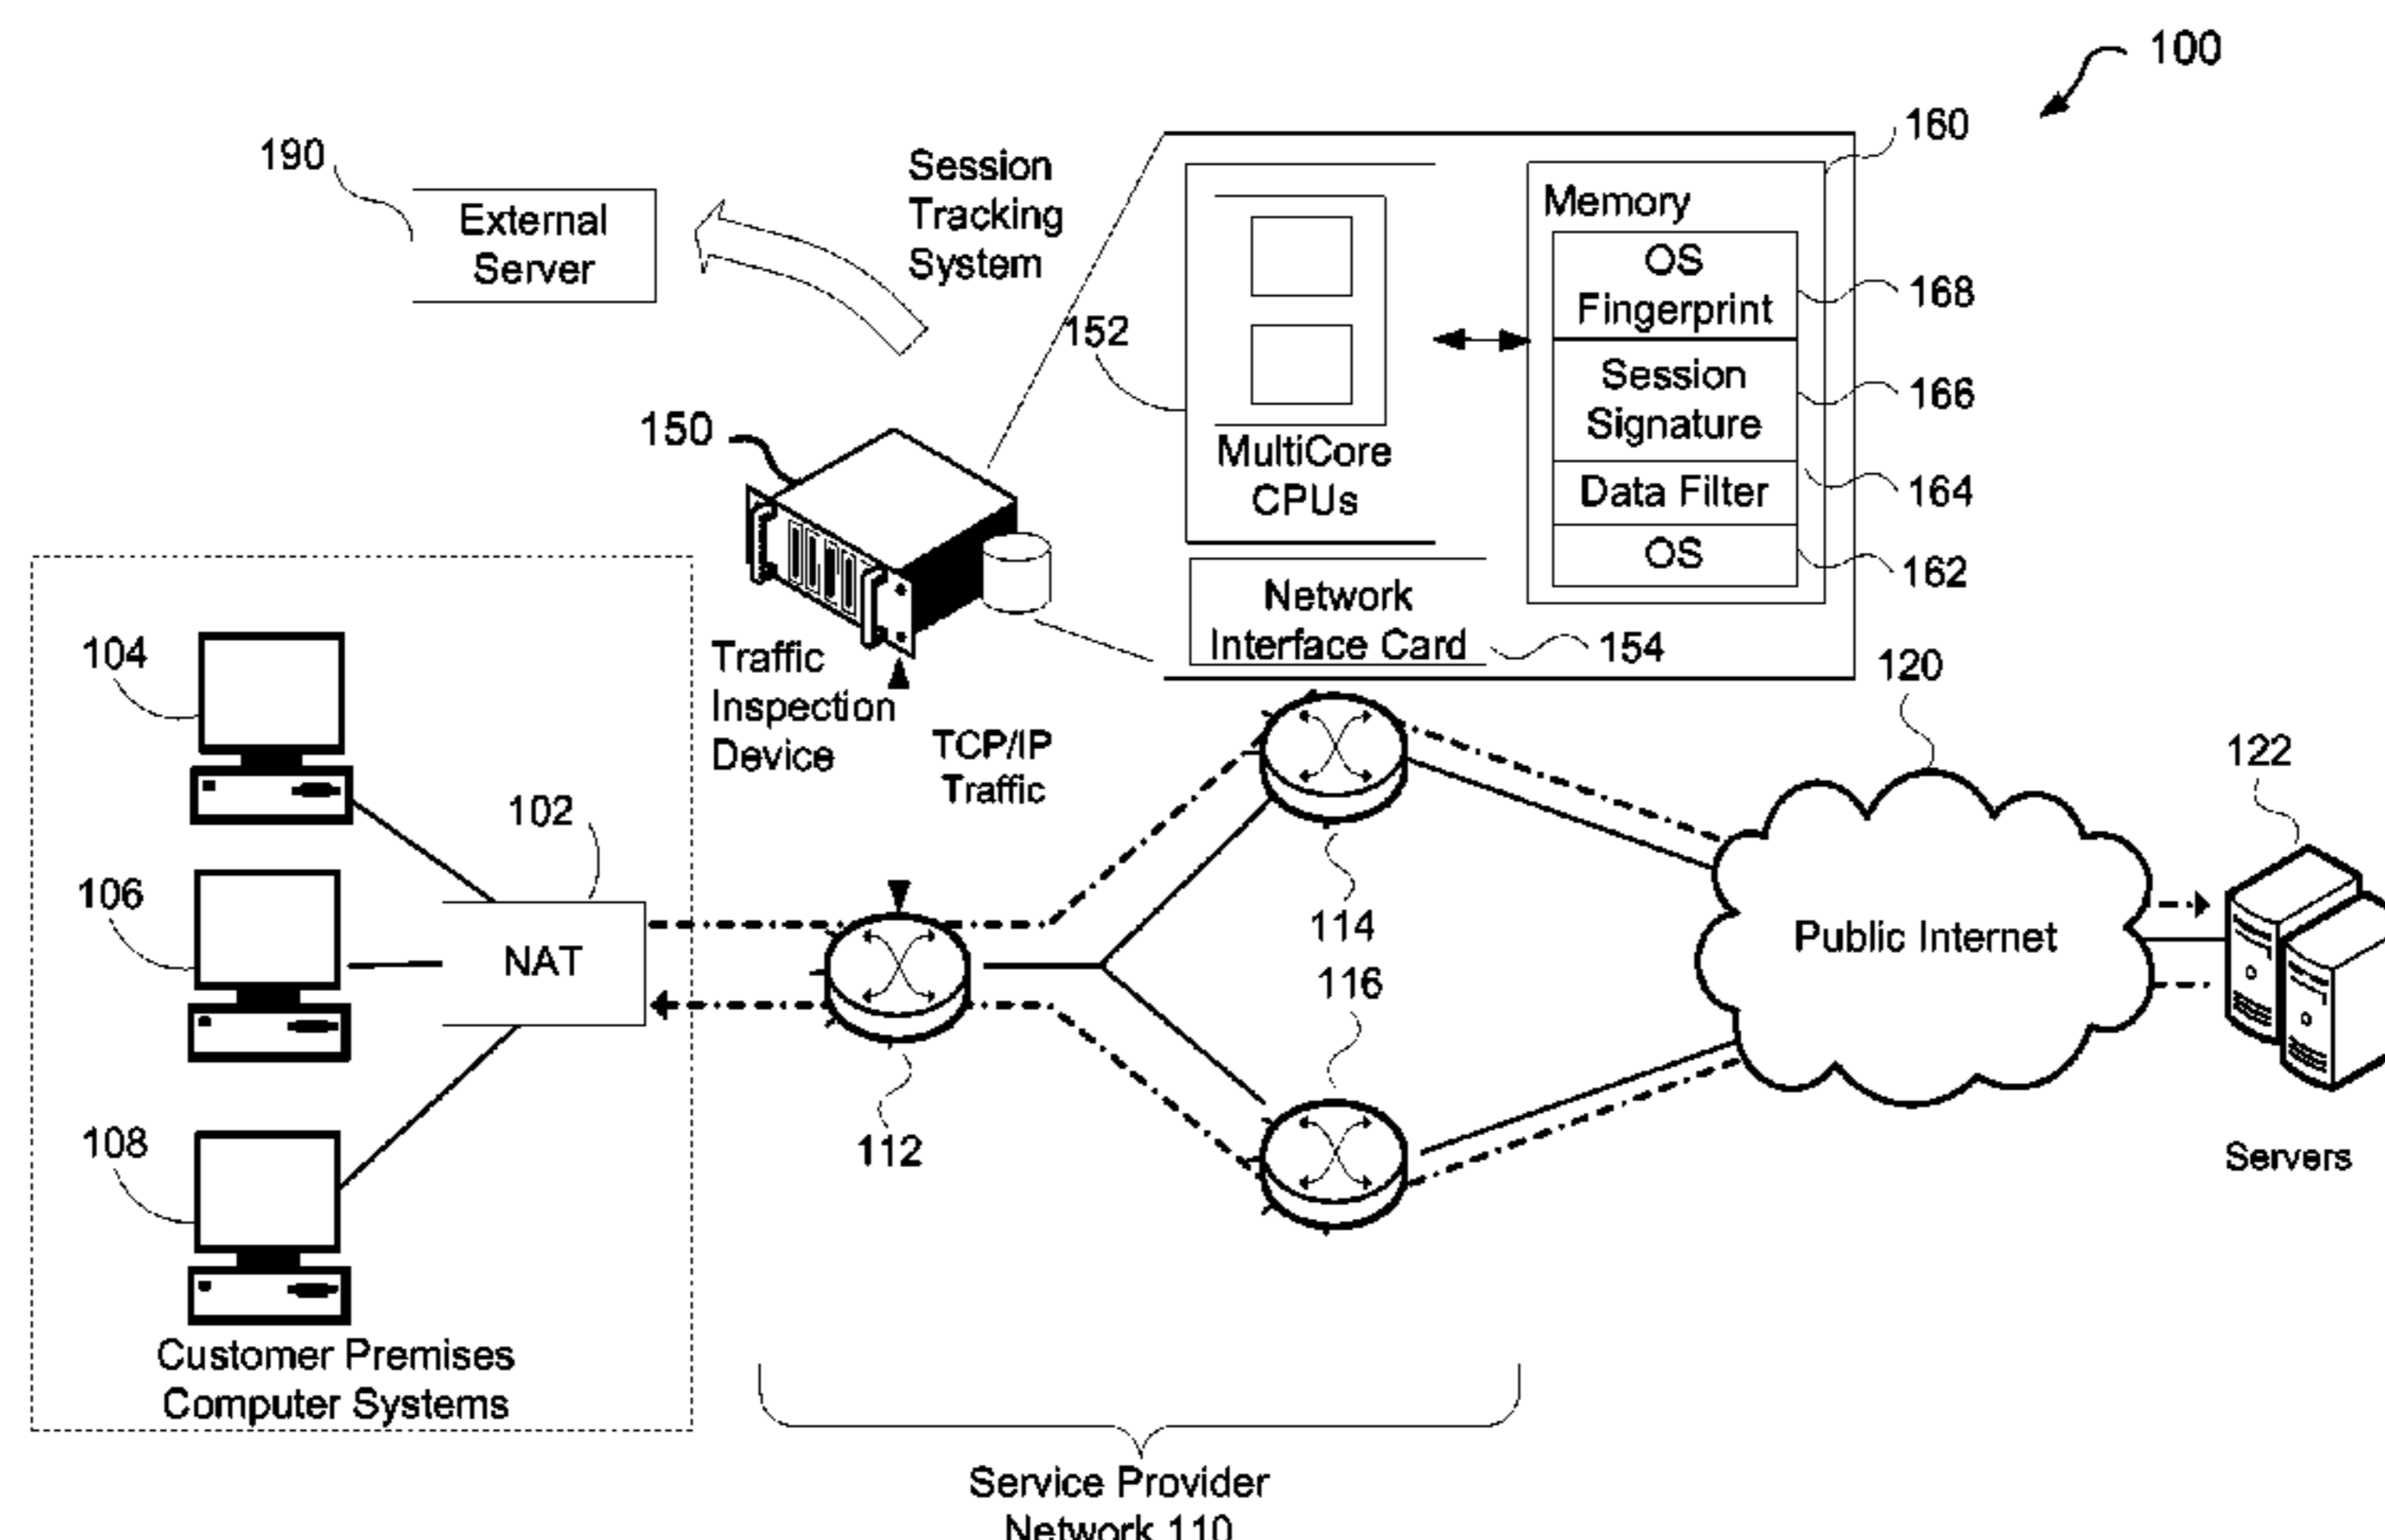 100
160
190
External
Server
Session
Tracking
System
152
MultiCore
CPUs
Memory
OS
Fingerprint
168
Session
Signature
166
Data Filter
164
OS
162
Network
Interface Card
154
150
Traffic
Inspection
Device
TCP/IP
Traffic
104
106
108
102
NAT
Customer Premises
Computer Systems
112
114
116
120
Public Internet
122
Servers
Service Provider
Network 110